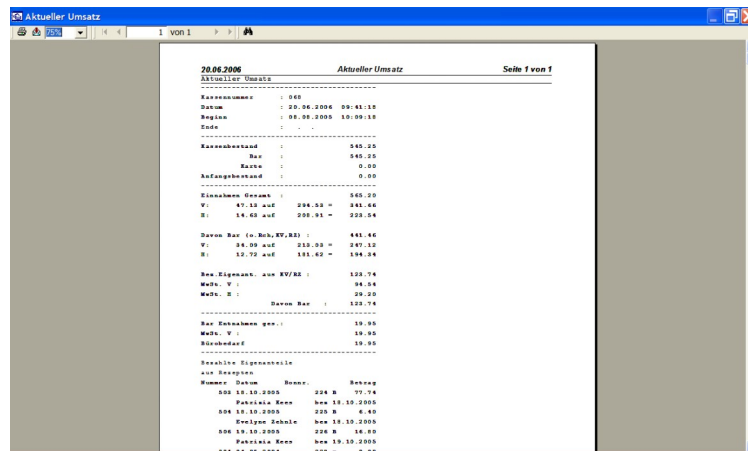 Aktueller Umsatz
75%
1 von 1
20.06.2006 Aktueller Umsatz Seite 1 von 1
Aktueller Umsatz
Kassennummer : 060
Datum : 20.06.2006 09:41:18
Beginn : 08.08.2005 10:09:18
Ende : . .
Kassenbestand : 545.25
Bar : 545.25
Karte : 0.00
Anfangsbestand : 0.00
Einnahmen Gesamt : 565.20
V: 47.13 auf 294.53 = 341.66
H: 14.63 auf 208.91 = 223.54
Davon Bar (o.Rch,KV,RZ) : 441.46
V: 34.09 auf 213.03 = 247.12
H: 12.72 auf 181.62 = 194.34
Bez.Eigenant. aus KV/RZ : 123.74
MwSt. V : 94.54
MwSt. H : 29.20
Davon Bar : 123.74
Bar Entnahmen ges.: 19.95
MwSt. V : 19.95
Bürobedarf 19.95
Bezahlte Eigenanteile
aus Rezepten
Nummer Datum Bonnr. Betrag
503 18.10.2005 224 B 77.74
Patrizia Kees bez 18.10.2005
504 18.10.2005 225 B 6.40
Evelyne Zehnle bez 18.10.2005
506 19.10.2005 226 B 16.80
Patrizia Kees bez 19.10.2005